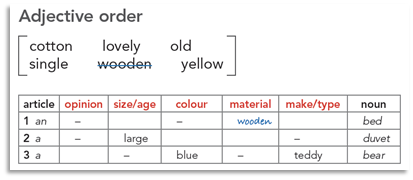 Adjective order
cotton lovely old
single wooden yellow
article opinion size/age colour material make/type noun
1 an – – wooden bed
2 a – large – duvet
3 a – blue – teddy bear